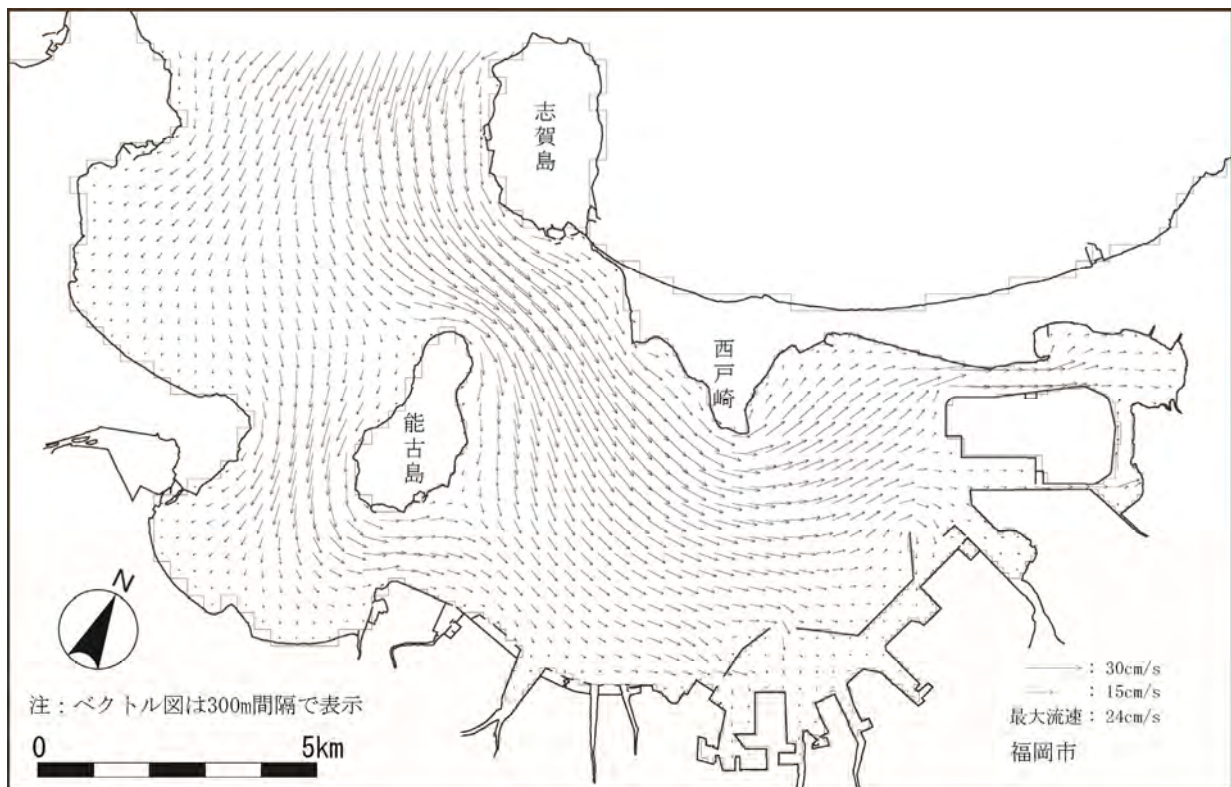 志賀島
西戸崎
能古島
N
注：ベクトル図は300m間隔で表示
0 5km
：30cm/s
：15cm/s
最大流速：24cm/s
福岡市